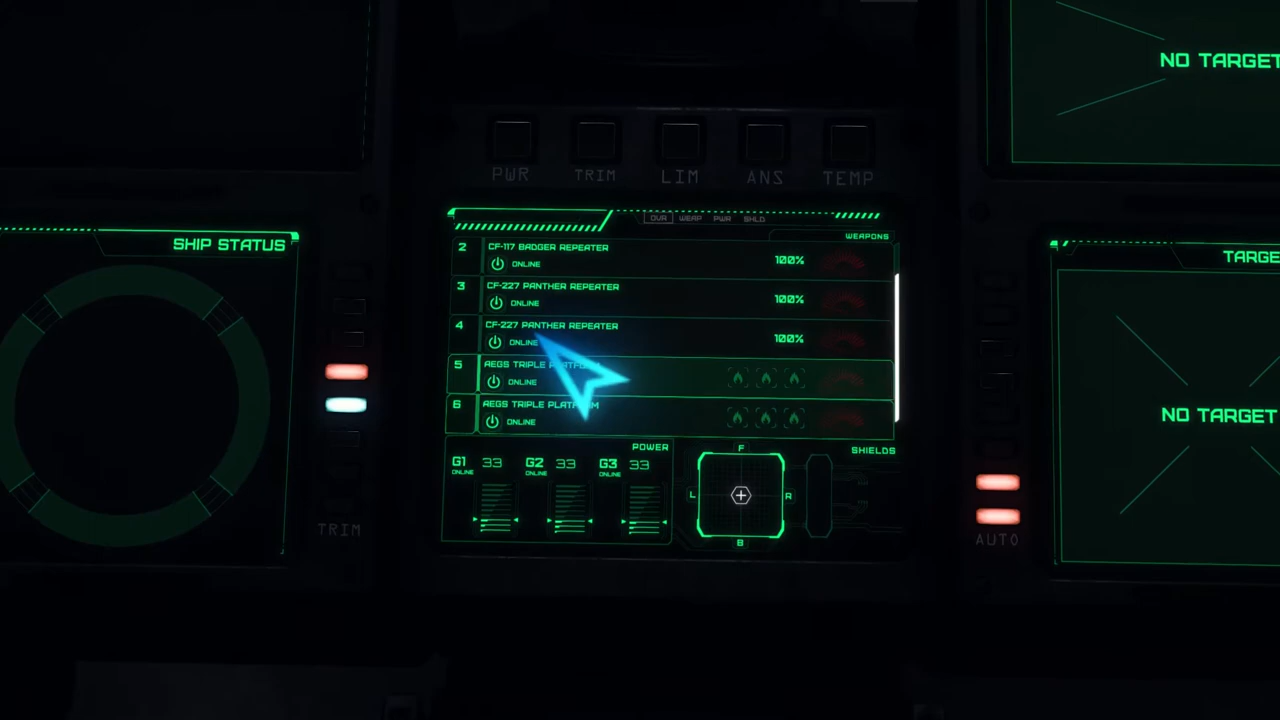 NO TARGET
PWR TRIM LIM ANS TEMP
OVR WEAP PWR SHLD
WEAPONS
SHIP STATUS
2 CF-117 BADGER REPEATER
ONLINE 100%
3 CF-227 PANTHER REPEATER
ONLINE 100%
4 CF-227 PANTHER REPEATER
ONLINE 100%
5 AEGS TRIPLE
ONLINE
6 AEGS TRIPLE
ONLINE
POWER
G1 33 G2 33 G3 33
ONLINE ONLINE ONLINE
SHIELDS
F
L R
B
TRIM
AUTO
TARGE
NO TARGET